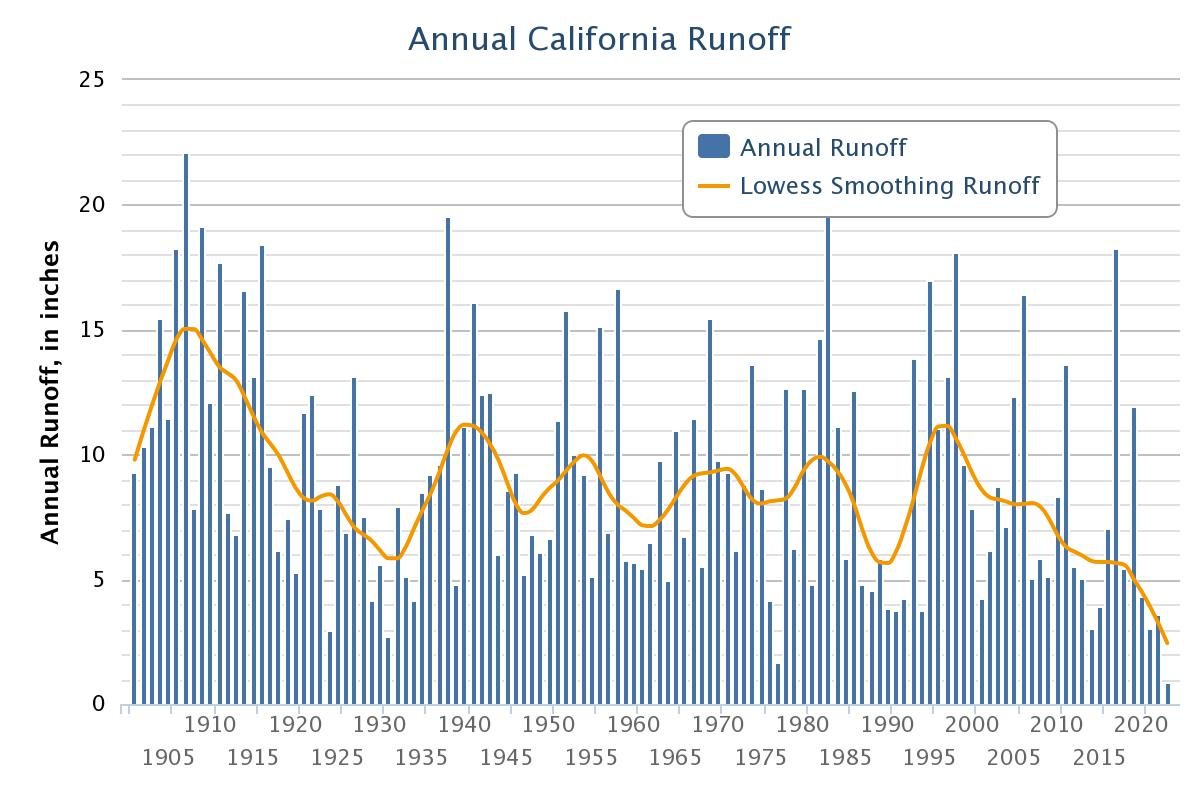 Annual California Runoff
25
20
15
10
5
0
Annual Runoff, in inches
Annual Runoff
Lowess Smoothing Runoff
1910 1920 1930 1940 1950 1960 1970 1980 1990 2000 2010 2020
1905 1915 1925 1935 1945 1955 1965 1975 1985 1995 2005 2015